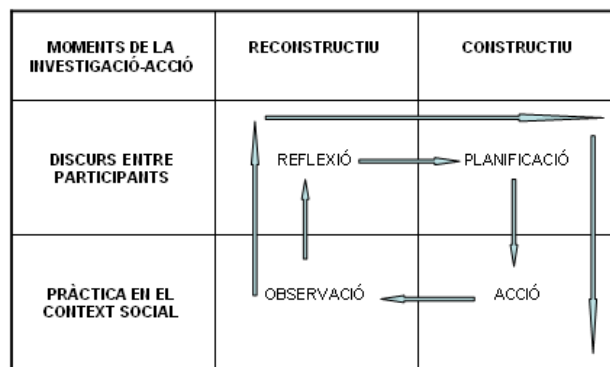 MOMENTS DE LA
INVESTIGACIÓ-ACCIÓ
RECONSTRUCTIU
CONSTRUCTIU
DISCURS ENTRE
PARTICIPANTS
REFLEXIÓ
PLANIFICACIÓ
PRÀCTICA EN EL
CONTEXT SOCIAL
OBSERVACIÓ
ACCIÓ